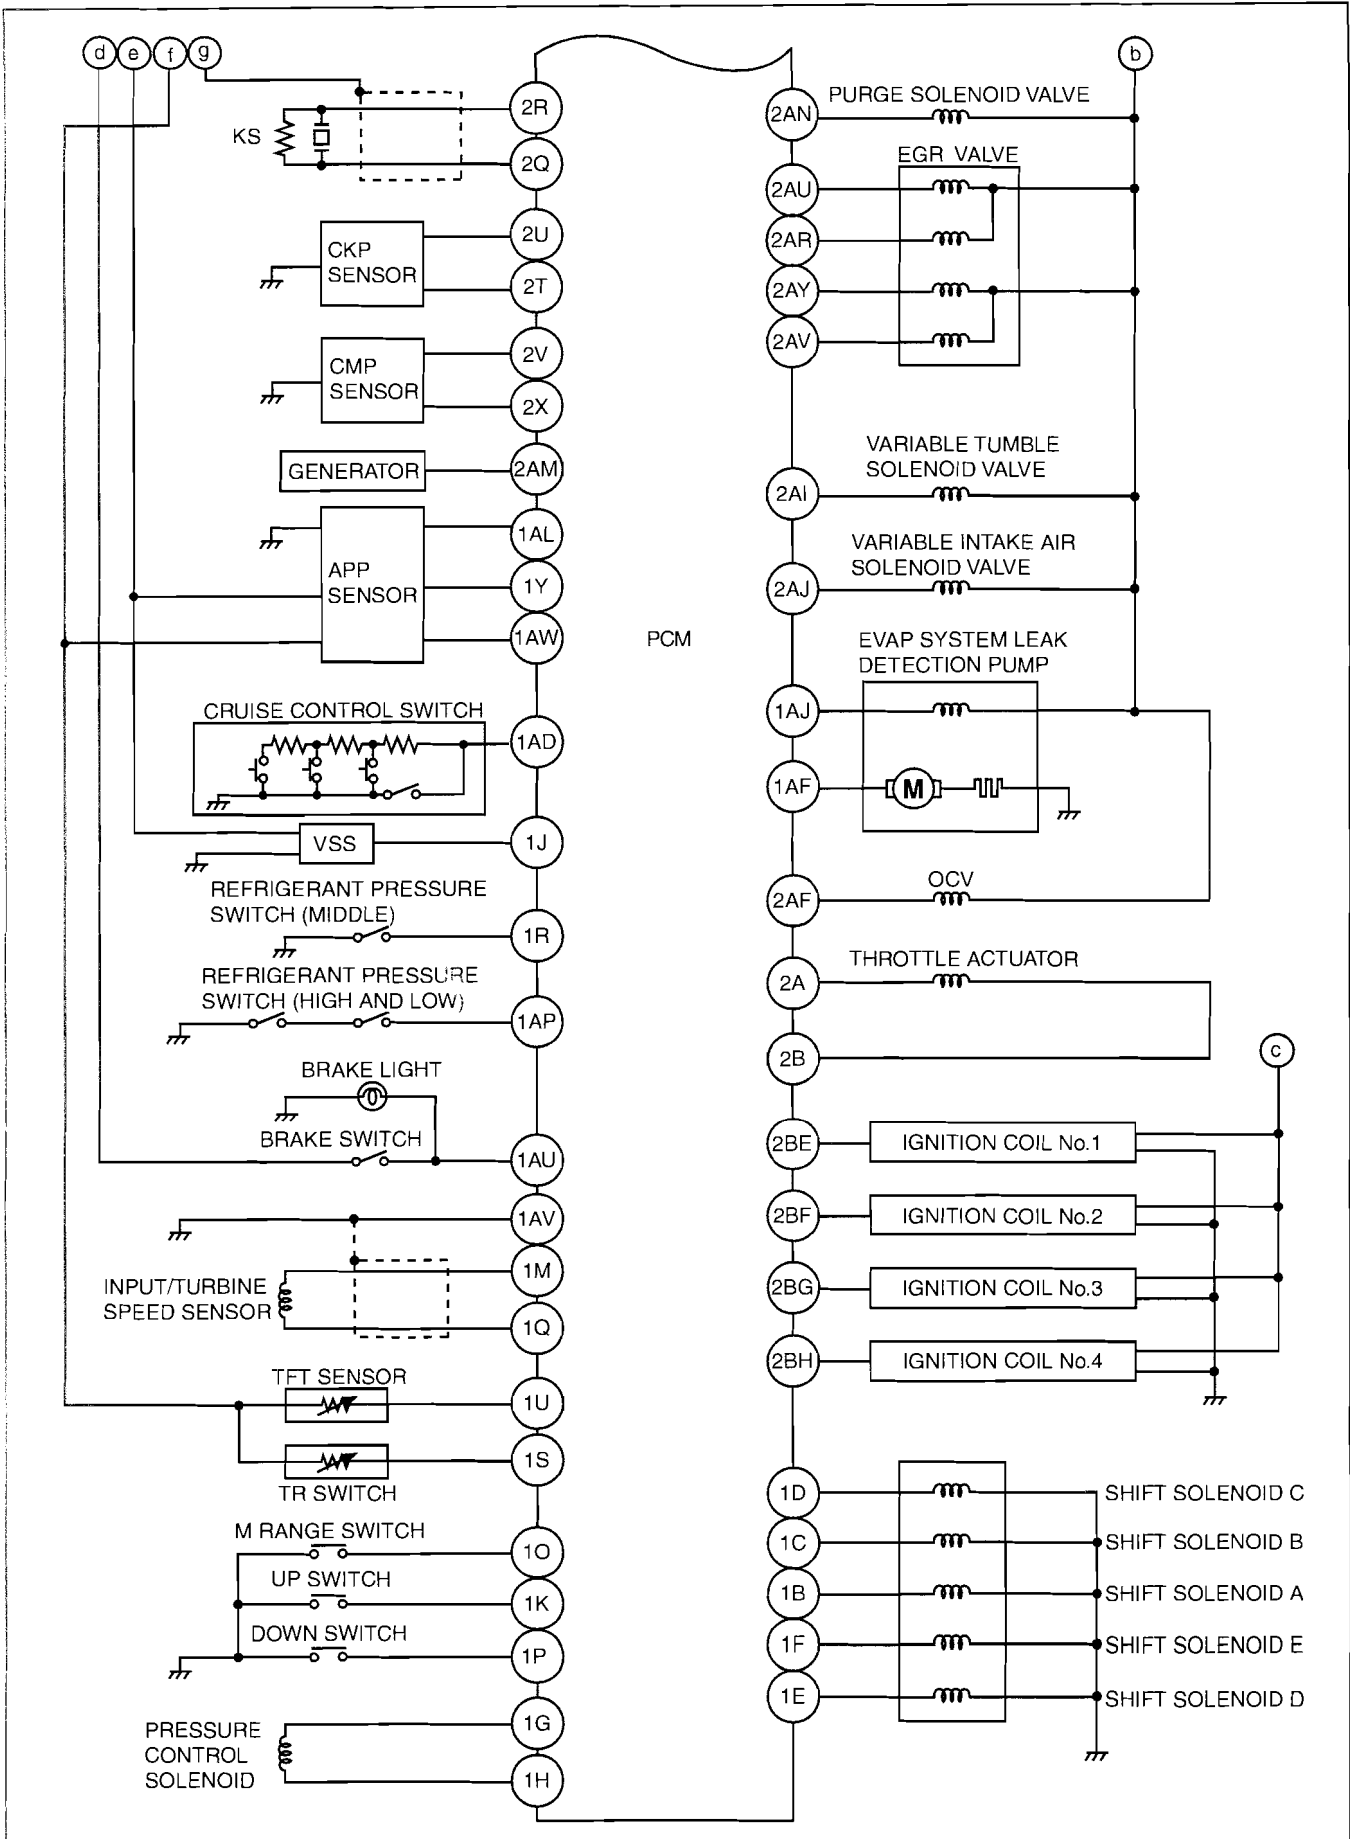 d e f g
b
2R
KS
2Q
CKP
SENSOR
2U
2T
CMP
SENSOR
2V
2X
GENERATOR
2AM
APP
SENSOR
1AL
1Y
1AW
CRUISE CONTROL SWITCH
1AD
VSS
1J
REFRIGERANT PRESSURE
SWITCH (MIDDLE)
1R
REFRIGERANT PRESSURE
SWITCH (HIGH AND LOW)
1AP
BRAKE LIGHT
BRAKE SWITCH
1AU
1AV
INPUT/TURBINE
SPEED SENSOR
1M
1Q
TFT SENSOR
1U
1S
TR SWITCH
M RANGE SWITCH
1O
UP SWITCH
1K
DOWN SWITCH
1P
PRESSURE
CONTROL
SOLENOID
1G
1H
PCM
PURGE SOLENOID VALVE
2AN
EGR VALVE
2AU
2AR
2AY
2AV
VARIABLE TUMBLE
SOLENOID VALVE
2AI
VARIABLE INTAKE AIR
SOLENOID VALVE
2AJ
EVAP SYSTEM LEAK
DETECTION PUMP
1AJ
1AF
M
OCV
2AF
THROTTLE ACTUATOR
2A
2B
c
2BE
IGNITION COIL No.1
2BF
IGNITION COIL No.2
2BG
IGNITION COIL No.3
2BH
IGNITION COIL No.4
1D
SHIFT SOLENOID C
1C
SHIFT SOLENOID B
1B
SHIFT SOLENOID A
1F
SHIFT SOLENOID E
1E
SHIFT SOLENOID D